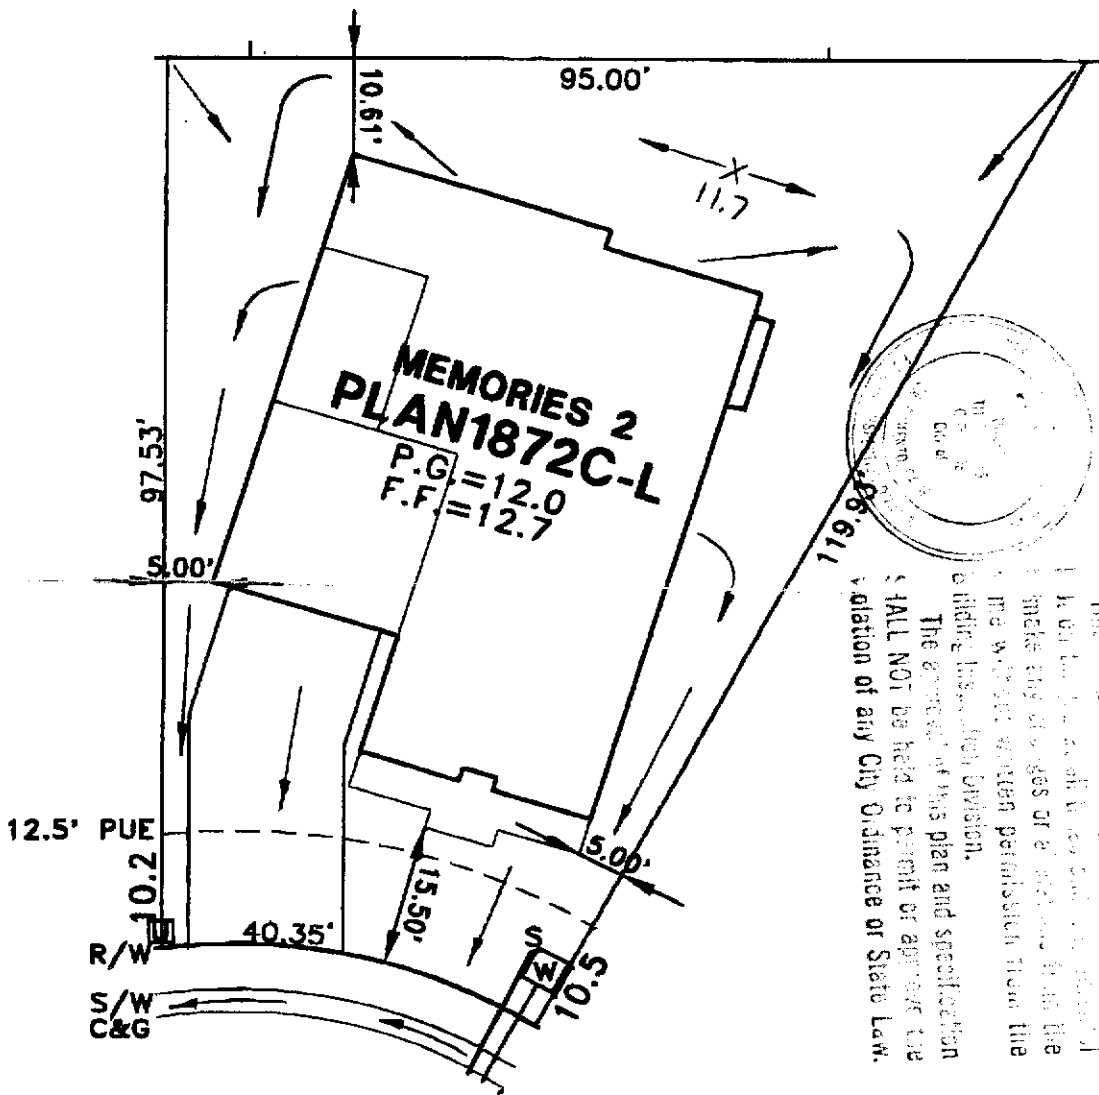 95.00'
10.61'
X
11.7
MEMORIES 2
PLAN1872C-L
P.G.=12.0
F.F.=12.7
97.53'
5.00'
119.93'
12.5' PUE
10.2
5.00'
15.50'
U
R/W
40.35'
S
W
10.5
S/W
C&G
written permission from the
Division.
The of this plan and specification
SHALL NOT be held to permit or approve the
violation of any City Ordinance or State Law.